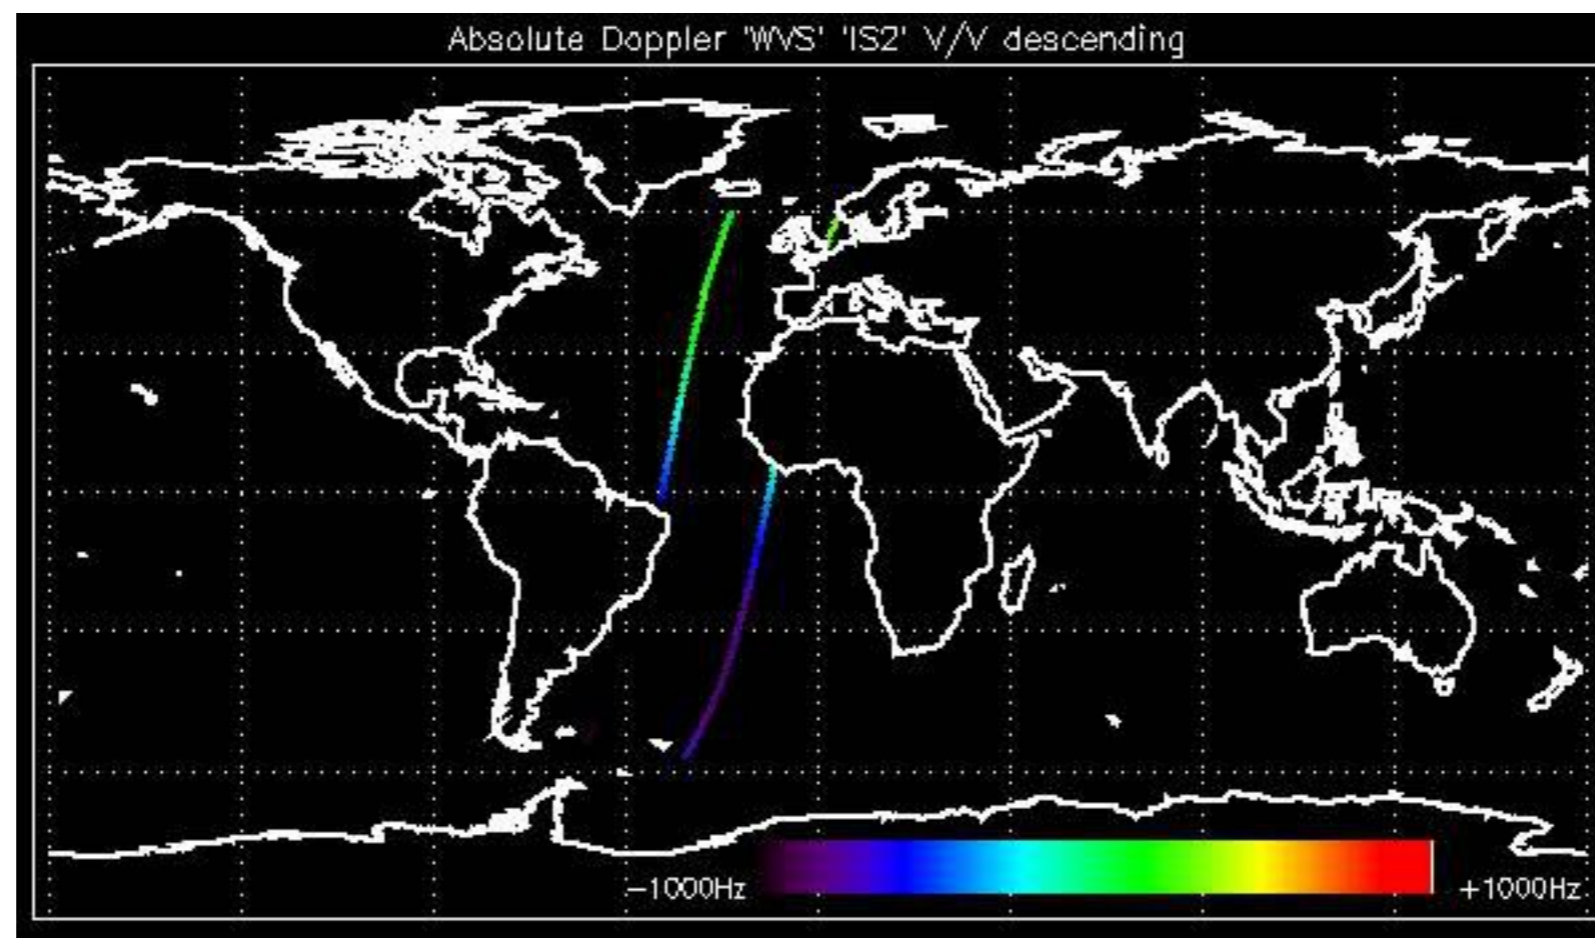 Absolute Doppler 'WVS' 'IS2' V/V descending
−1000Hz
+1000Hz